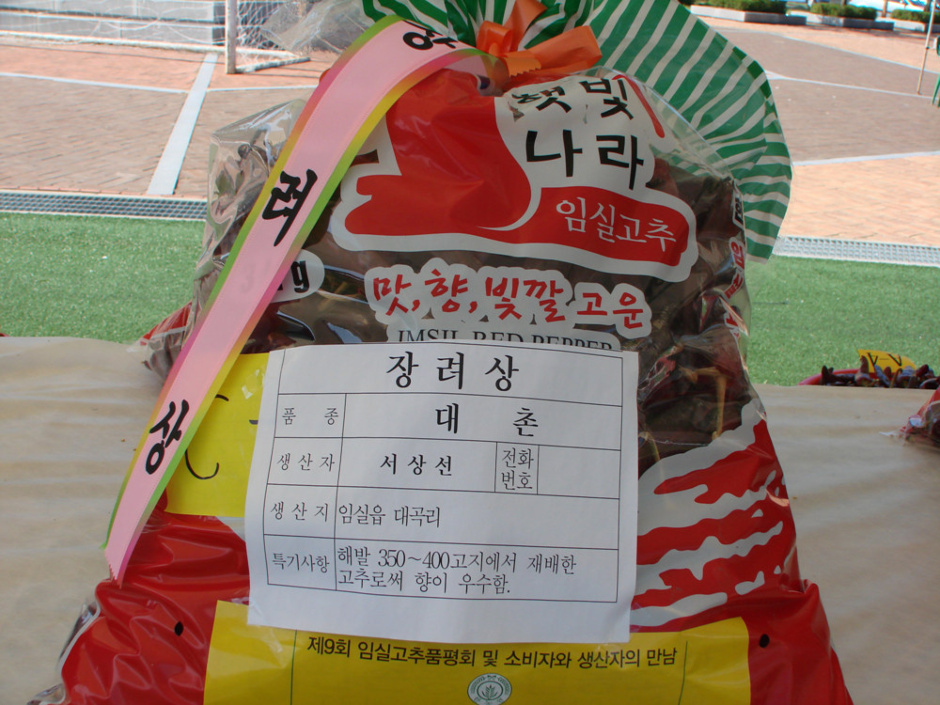 장 려 상
햇빛
나라
임실고추
맛, 향, 빛깔 고운
IMSIL RED PEPPER
장 려 상
품 종 대 촌
생 산 자 서 상 선 전화 번호
생 산 지 임실읍 대곡리
특기사항 해발 350~400고지에서 재배한
고추로써 향이 우수함.
제9회 임실고추품평회 및 소비자와 생산자의 만남